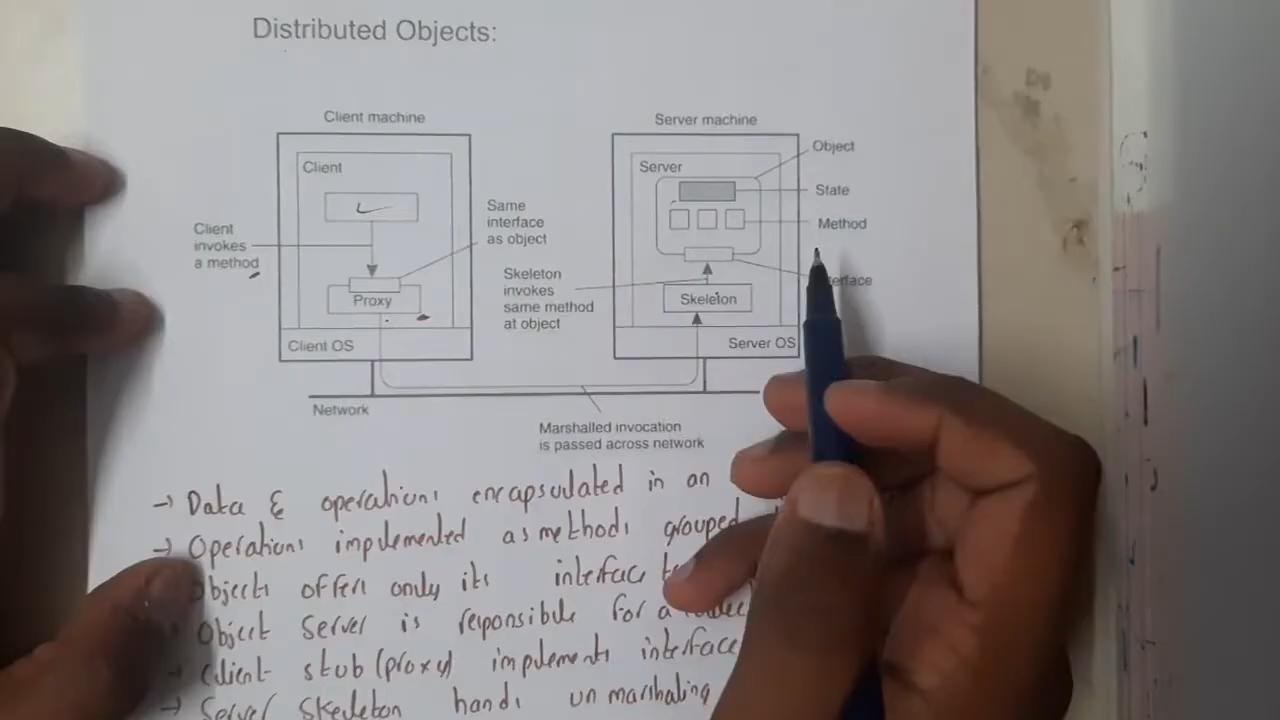 Distributed Objects:
Client machine
Server machine
Client
Server
Object
State
Method
Client
invokes
a method
Same
interface
as object
Skeleton
invokes
same method
at object
Proxy
Skeleton
Client OS
Server OS
Network
Marshalled invocation
is passed across network
→ Data & operations encapsulated in an
→ Operations implemented as methods grouped
offer only its interface
→ Object Server is responsible for a
→ Client stub (proxy) implements interface
→ Server Skeleton hands un marshaling